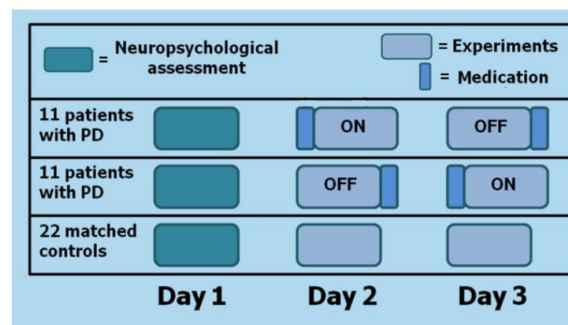 = Neuropsychological
assessment
= Experiments
= Medication
11 patients
with PD
ON
OFF
11 patients
with PD
OFF
ON
22 matched
controls
Day 1
Day 2
Day 3